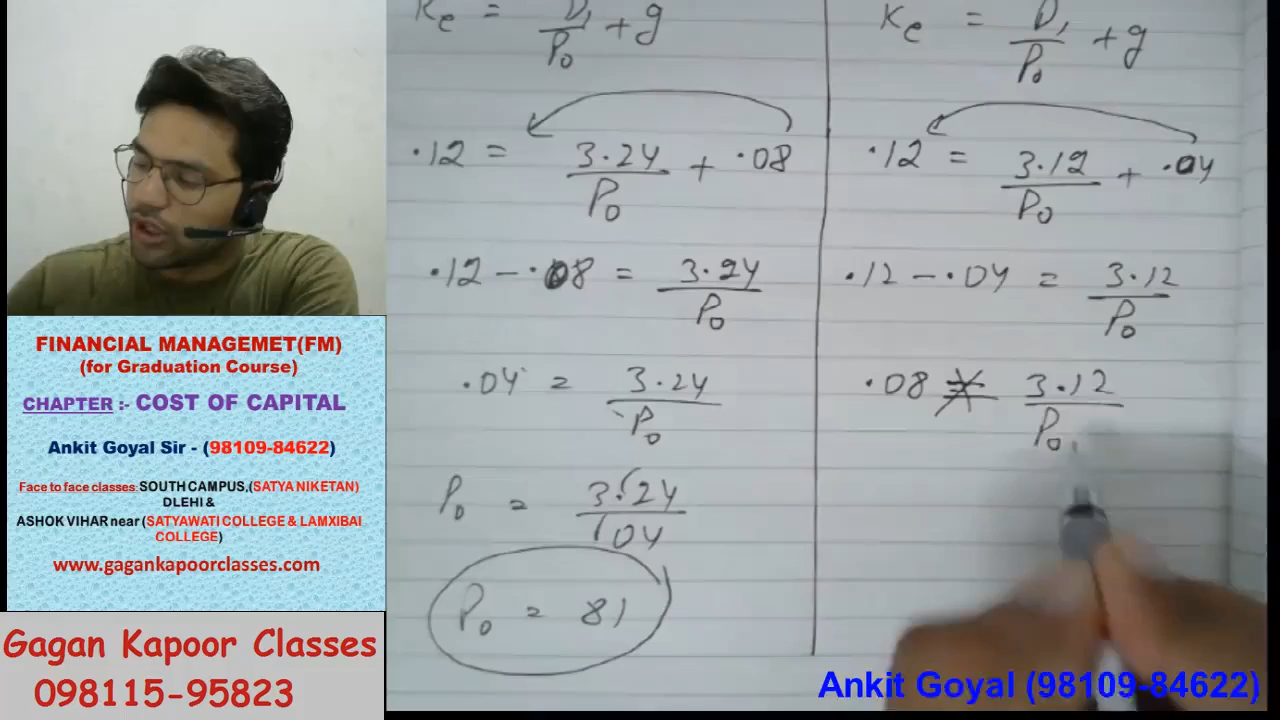 Ke = D1/P0 + g
.12 = 3.24/P0 + .08
.12 - .08 = 3.24/P0
.04 = 3.24/P0
P0 = 3.24/.04
P0 = 81
Ke = D1/P0 + g
.12 = 3.12/P0 + .04
.12 - .04 = 3.12/P0
.08 = 3.12/P0
FINANCIAL MANAGEMET(FM)
(for Graduation Course)
CHAPTER :- COST OF CAPITAL
Ankit Goyal Sir - (98109-84622)
Face to face classes: SOUTH CAMPUS,(SATYA NIKETAN)
DLEHI &
ASHOK VIHAR near (SATYAWATI COLLEGE & LAMXIBAI
COLLEGE)
www.gagankapoorclasses.com
Gagan Kapoor Classes
098115-95823
Ankit Goyal (98109-84622)